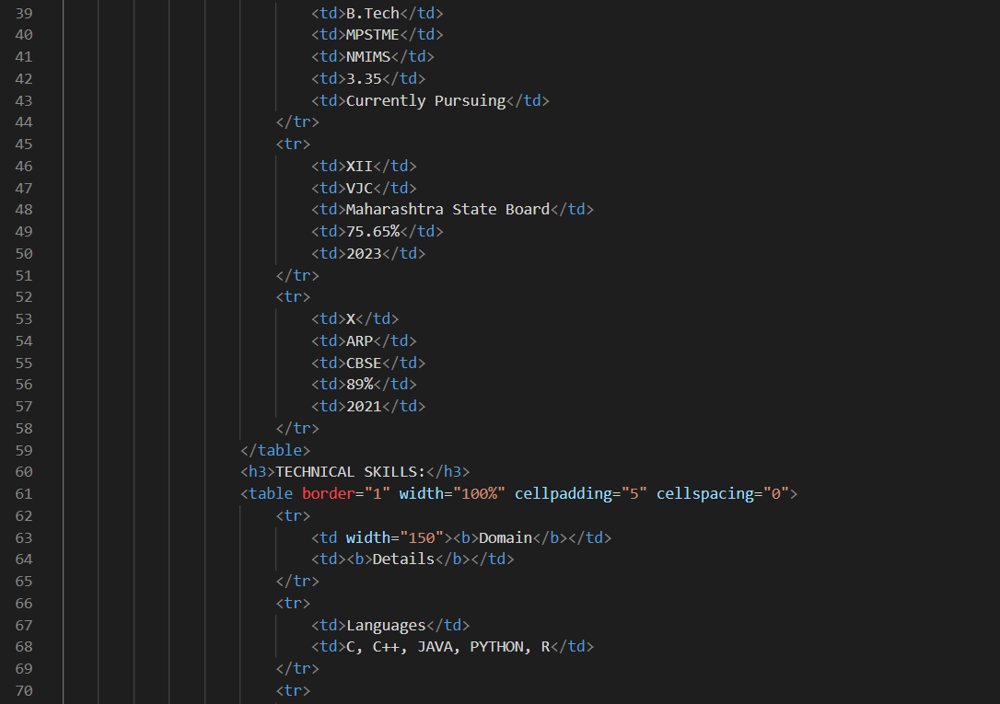 39 <td>B.Tech</td>
40 <td>MPSTME</td>
41 <td>NMIMS</td>
42 <td>3.35</td>
43 <td>Currently Pursuing</td>
44 </tr>
45 <tr>
46 <td>XII</td>
47 <td>VJC</td>
48 <td>Maharashtra State Board</td>
49 <td>75.65%</td>
50 <td>2023</td>
51 </tr>
52 <tr>
53 <td>X</td>
54 <td>ARP</td>
55 <td>CBSE</td>
56 <td>89%</td>
57 <td>2021</td>
58 </tr>
59 </table>
60 <h3>TECHNICAL SKILLS:</h3>
61 <table border="1" width="100%" cellpadding="5" cellspacing="0">
62 <tr>
63 <td width="150"><b>Domain</b></td>
64 <td><b>Details</b></td>
65 </tr>
66 <tr>
67 <td>Languages</td>
68 <td>C, C++, JAVA, PYTHON, R</td>
69 </tr>
70 <tr>